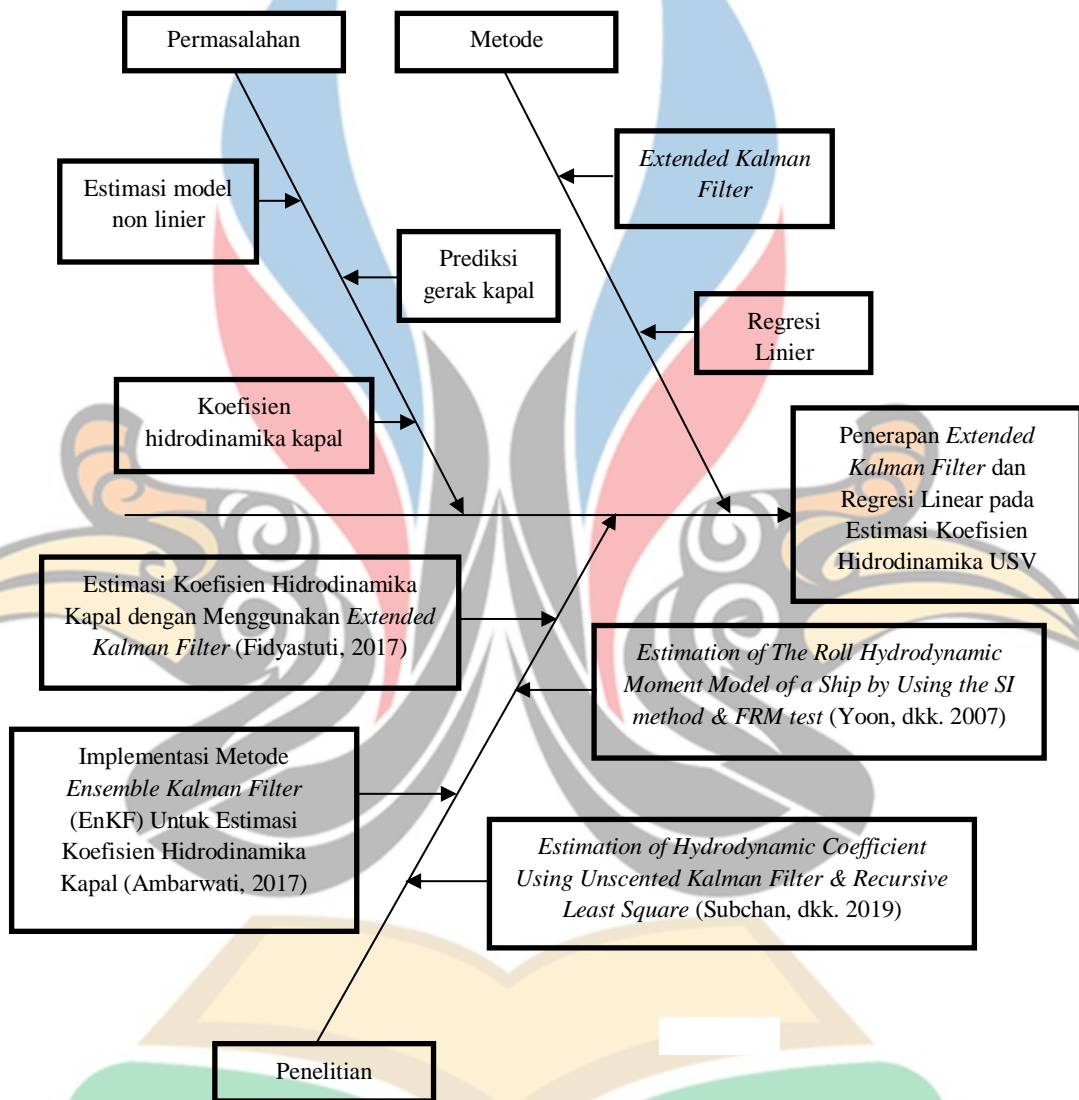 Permasalahan
Metode
Extended Kalman
Filter
Estimasi model
non linier
Prediksi
gerak kapal
Regresi
Linier
Koefisien
hidrodinamika kapal
Penerapan Extended
Kalman Filter dan
Regresi Linear pada
Estimasi Koefisien
Hidrodinamika USV
Estimasi Koefisien Hidrodinamika
Kapal dengan Menggunakan Extended
Kalman Filter (Fidyastuti, 2017)
Estimation of The Roll Hydrodynamic
Moment Model of a Ship by Using the SI
method & FRM test (Yoon, dkk. 2007)
Implementasi Metode
Ensemble Kalman Filter
(EnKF) Untuk Estimasi
Koefisien Hidrodinamika
Kapal (Ambarwati, 2017)
Estimation of Hydrodynamic Coefficient
Using Unscented Kalman Filter & Recursive
Least Square (Subchan, dkk. 2019)
Penelitian